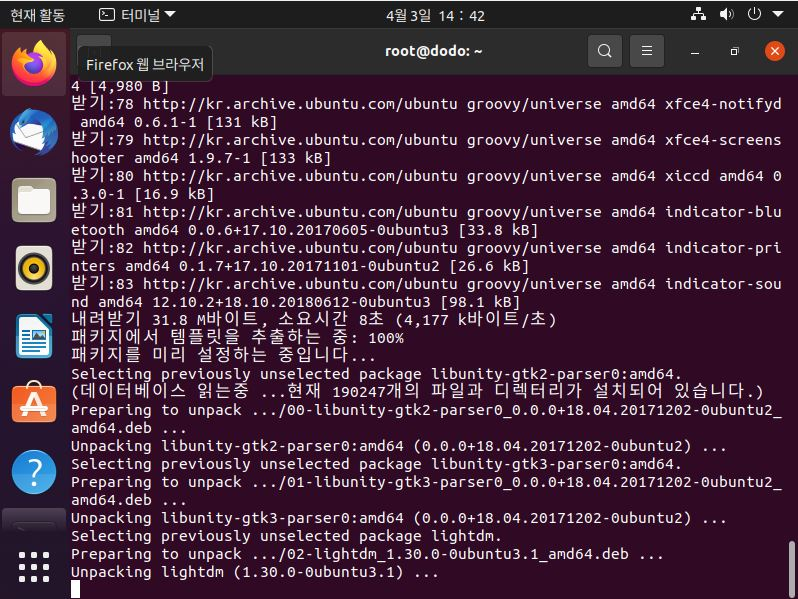 현재 활동
터미널
4월 3일 14 : 42
root@dodo: ~
Firefox 웹 브라우저
4 [4,980 B]
받기:78 http://kr.archive.ubuntu.com/ubuntu groovy/universe amd64 xfce4-notifyd
amd64 0.6.1-1 [131 kB]
받기:79 http://kr.archive.ubuntu.com/ubuntu groovy/universe amd64 xfce4-screens
hooter amd64 1.9.7-1 [133 kB]
받기:80 http://kr.archive.ubuntu.com/ubuntu groovy/universe amd64 xiccd amd64 0
.3.0-1 [16.9 kB]
받기:81 http://kr.archive.ubuntu.com/ubuntu groovy/universe amd64 indicator-blu
etooth amd64 0.0.6+17.10.20170605-0ubuntu3 [33.8 kB]
받기:82 http://kr.archive.ubuntu.com/ubuntu groovy/universe amd64 indicator-pri
nters amd64 0.1.7+17.10.20171101-0ubuntu2 [26.6 kB]
받기:83 http://kr.archive.ubuntu.com/ubuntu groovy/universe amd64 indicator-sou
nd amd64 12.10.2+18.10.20180612-0ubuntu3 [98.1 kB]
내려받기 31.8 M바이트, 소요시간 8초 (4,177 k바이트/초)
패키지에서 템플릿을 추출하는 중: 100%
패키지를 미리 설정하는 중입니다...
Selecting previously unselected package libunity-gtk2-parser0:amd64.
(데이터베이스 읽는중 ...현재 190247개의 파일과 디렉터리가 설치되어 있습니다.)
Preparing to unpack .../00-libunity-gtk2-parser0_0.0.0+18.04.20171202-0ubuntu2_
amd64.deb ...
Unpacking libunity-gtk2-parser0:amd64 (0.0.0+18.04.20171202-0ubuntu2) ...
Selecting previously unselected package libunity-gtk3-parser0:amd64.
Preparing to unpack .../01-libunity-gtk3-parser0_0.0.0+18.04.20171202-0ubuntu2_
amd64.deb ...
Unpacking libunity-gtk3-parser0:amd64 (0.0.0+18.04.20171202-0ubuntu2) ...
Selecting previously unselected package lightdm.
Preparing to unpack .../02-lightdm_1.30.0-0ubuntu3.1_amd64.deb ...
Unpacking lightdm (1.30.0-0ubuntu3.1) ...